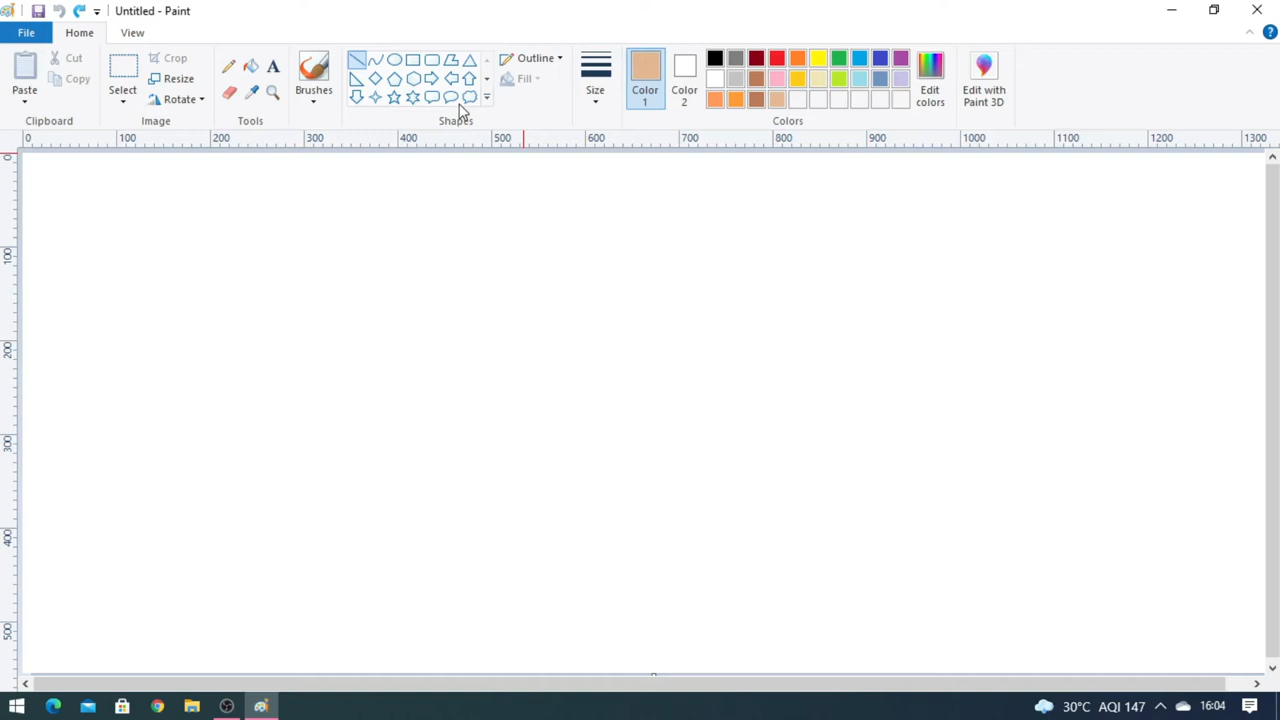 Untitled - Paint
File Home View
Paste Cut Copy
Clipboard
Select Crop Resize Rotate
Image
A
Tools
Brushes
Shapes
Outline Fill
Size
Color 1 Color 2
Colors
Edit colors
Edit with Paint 3D
0 100 200 300 400 500 600 700 800 900 1000 1100 1200 1300
0
100
200
300
400
500
30°C AQI 147 16:04